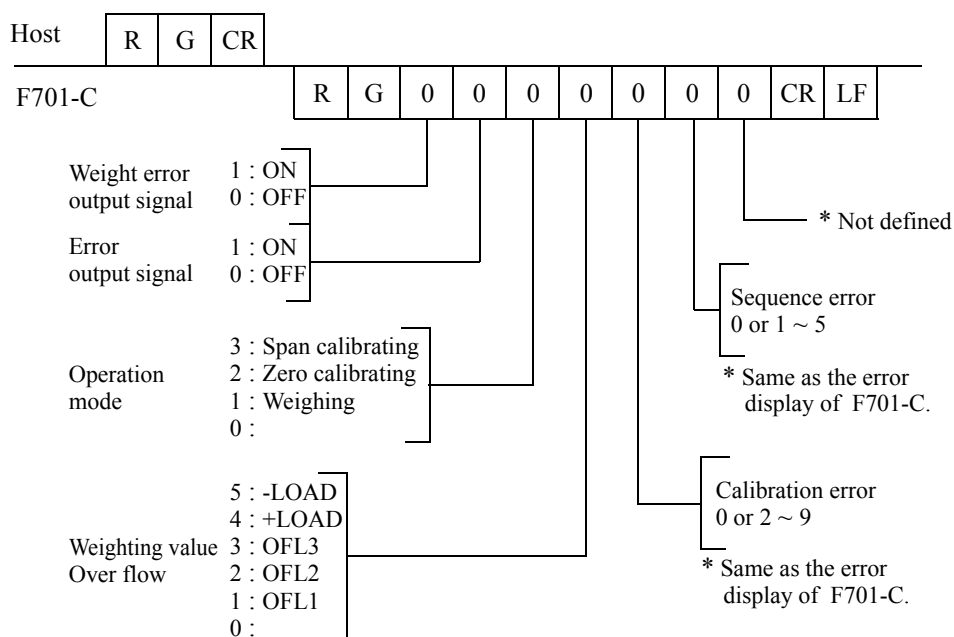 Host R G CR
F701-C R G 0 0 0 0 0 0 0 CR LF
Weight error
output signal
1 : ON
0 : OFF
* Not defined
Error
output signal
1 : ON
0 : OFF
Sequence error
0 or 1 ~ 5
* Same as the error
display of F701-C.
Operation
mode
3 : Span calibrating
2 : Zero calibrating
1 : Weighing
0 :
Calibration error
0 or 2 ~ 9
* Same as the error
display of F701-C.
Weighting value
Over flow
5 : -LOAD
4 : +LOAD
3 : OFL3
2 : OFL2
1 : OFL1
0 :